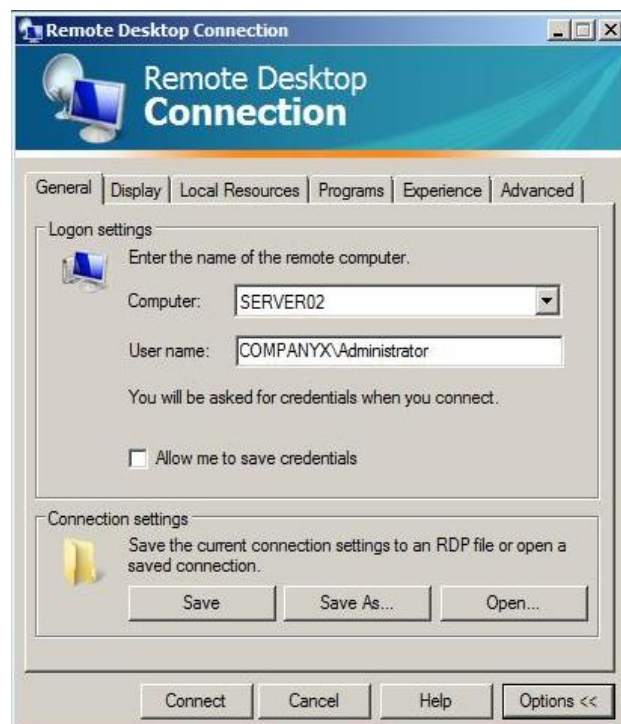 Remote Desktop Connection
Remote Desktop
Connection
General Display Local Resources Programs Experience Advanced
Logon settings
Enter the name of the remote computer.
Computer: SERVER02
User name: COMPANYX\Administrator
You will be asked for credentials when you connect.
Allow me to save credentials
Connection settings
Save the current connection settings to an RDP file or open a
saved connection.
Save Save As... Open...
Connect Cancel Help Options <<